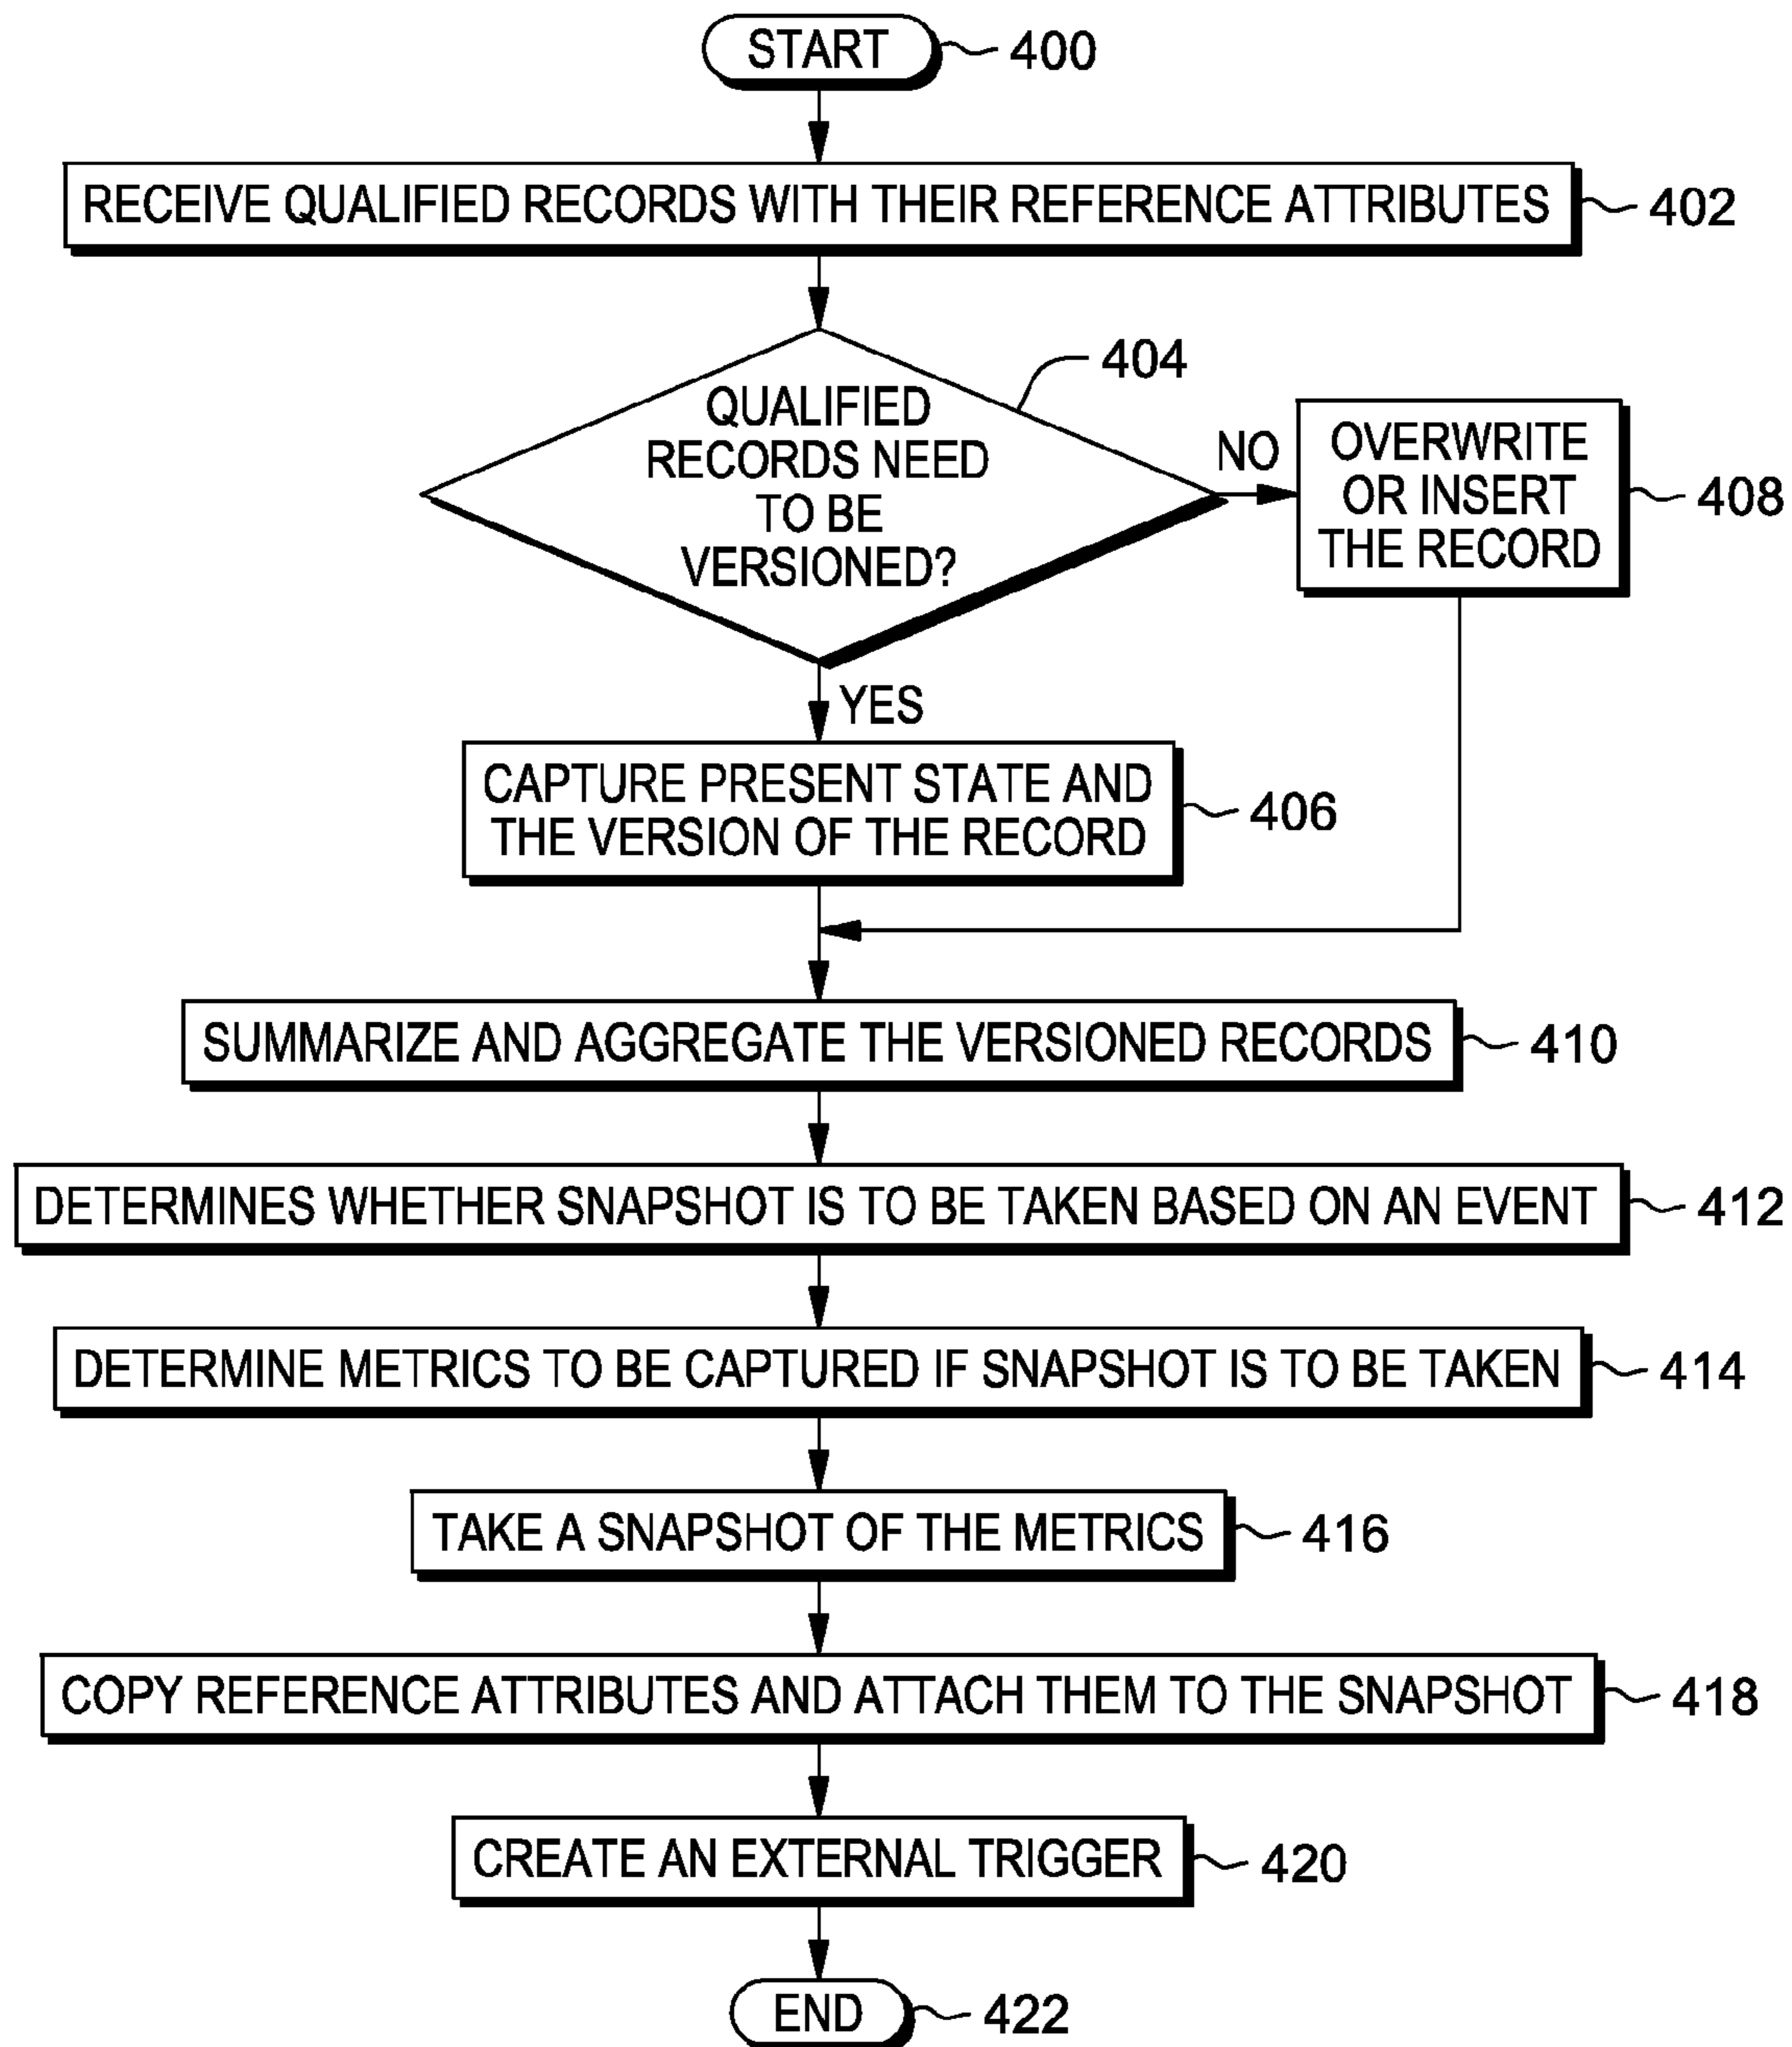 START
400
RECEIVE QUALIFIED RECORDS WITH THEIR REFERENCE ATTRIBUTES
402
404
QUALIFIED
RECORDS NEED
TO BE
VERSIONED?
NO
OVERWRITE
OR INSERT
THE RECORD
408
YES
CAPTURE PRESENT STATE AND
THE VERSION OF THE RECORD
406
SUMMARIZE AND AGGREGATE THE VERSIONED RECORDS
410
DETERMINES WHETHER SNAPSHOT IS TO BE TAKEN BASED ON AN EVENT
412
DETERMINE METRICS TO BE CAPTURED IF SNAPSHOT IS TO BE TAKEN
414
TAKE A SNAPSHOT OF THE METRICS
416
COPY REFERENCE ATTRIBUTES AND ATTACH THEM TO THE SNAPSHOT
418
CREATE AN EXTERNAL TRIGGER
420
END
422